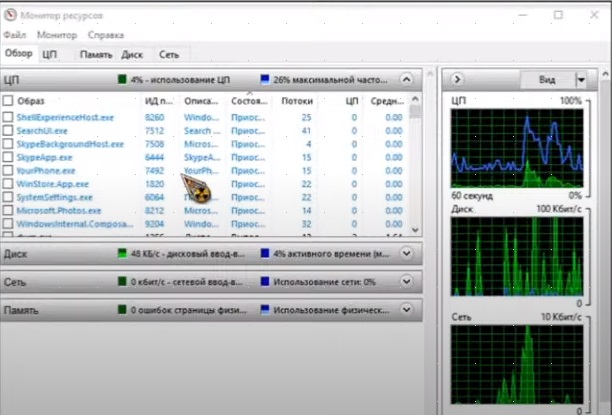 Монитор ресурсов
Файл Монитор Справка
Обзор ЦП Память Диск Сеть
ЦП 4% - использование ЦП 26% максимальной часто...
Образ ИД п... Описа... Состоя... Потоки ЦП Средн...
ShellExperienceHost.exe 8260 Windo... Приос... 25 0 0.00
SearchUI.exe 7512 Search ... Приос... 41 0 0.00
SkypeBackgroundHost.exe 7508 Micros... Приос... 4 0 0.00
SkypeApp.exe 6444 SkypeA... Приос... 15 0 0.00
YourPhone.exe 7492 YourPh... Приос... 15 0 0.00
WinStore.App.exe 1820 Приос... 22 0 0.00
SystemSettings.exe 6064 Приос... 22 0 0.00
Microsoft.Photos.exe 8212 Micros... Приос... 14 0 0.00
WindowsInternal.Composa... 9204 Windo... Приос... 32 0 0.00
Диск 48 КБ/с - дисковый ввод-в... 4% активного времени (м...
Сеть 0 кбит/с - сетевой ввод-в... Использование сети: 0%
Память 0 ошибок страницы физи... Использование физическ...
Вид
ЦП 100%
60 секунд 0%
Диск 100 Кбит/с
0
Сеть 10 Кбит/с
0